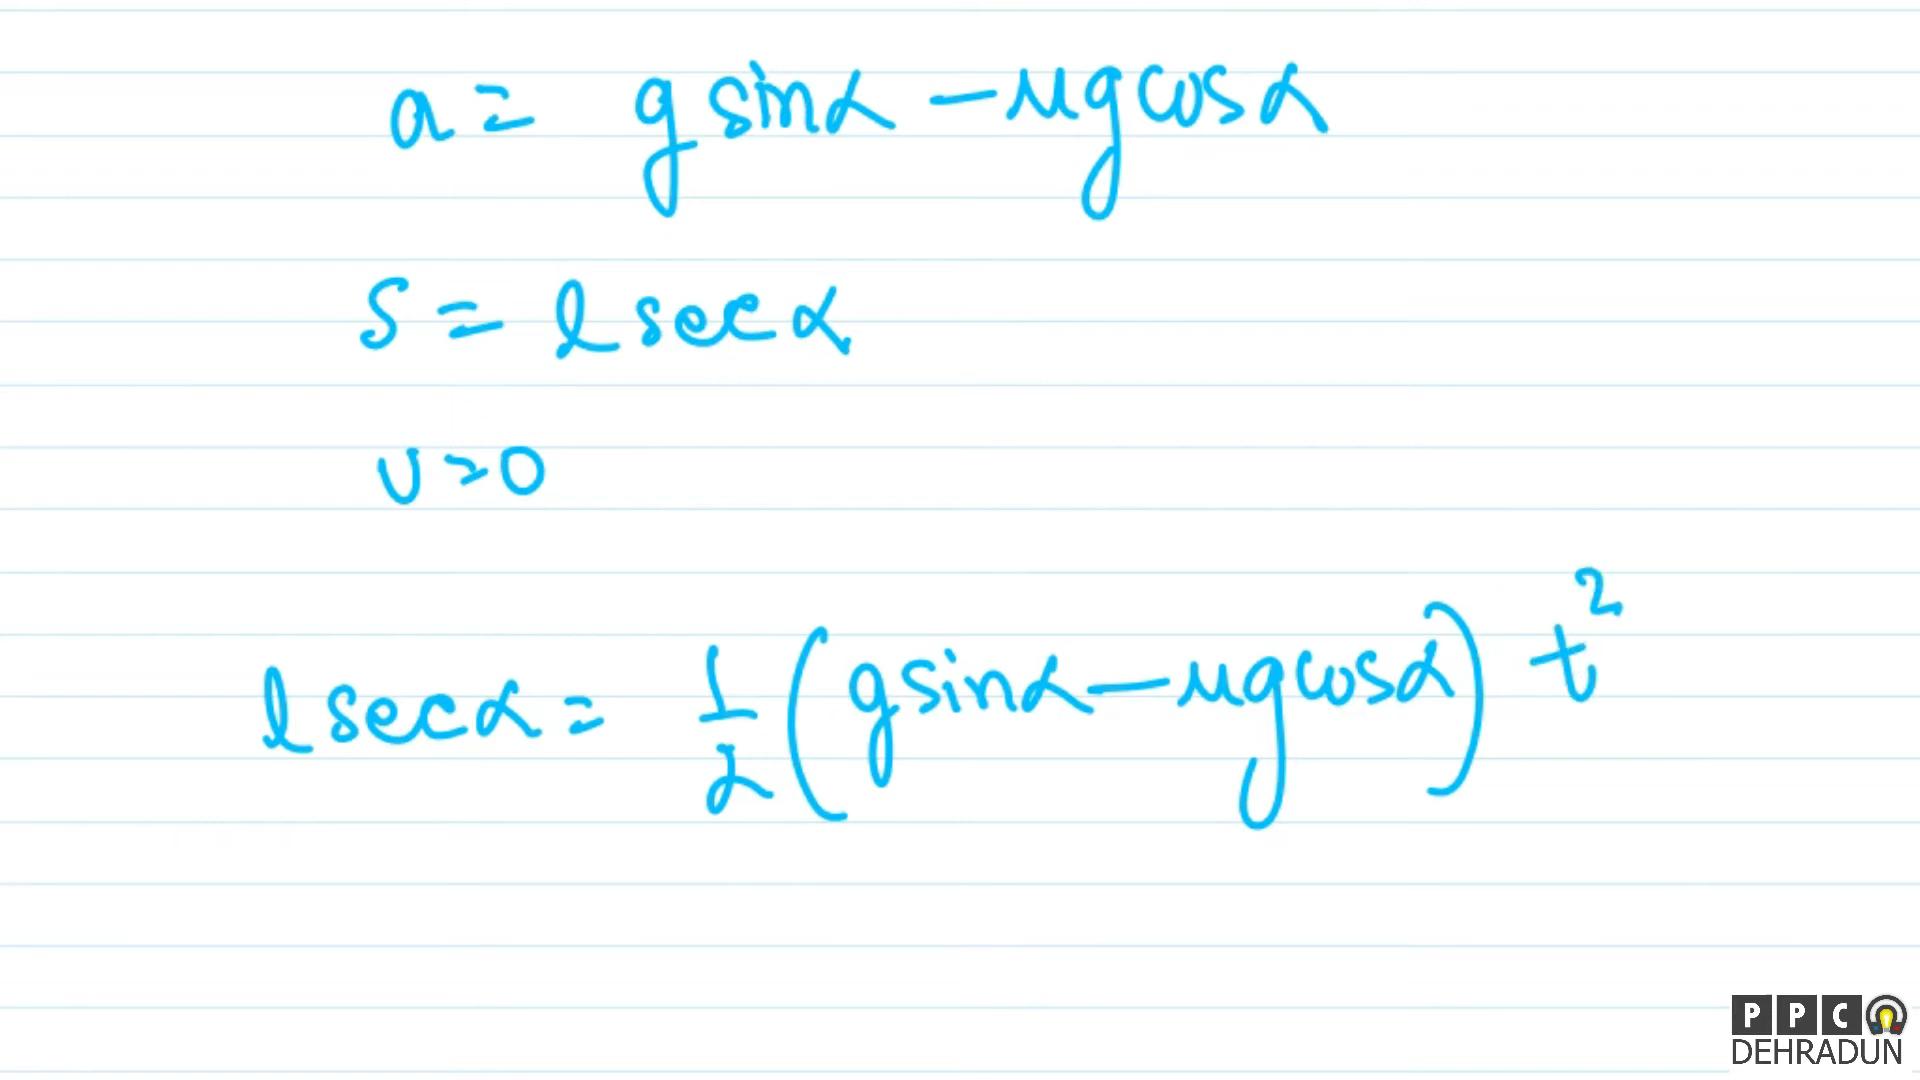 a = g sinα - μg cosα
S = l secα
u = 0
l secα = 1/2 (g sinα - μg cosα) t²
PPC
DEHRADUN